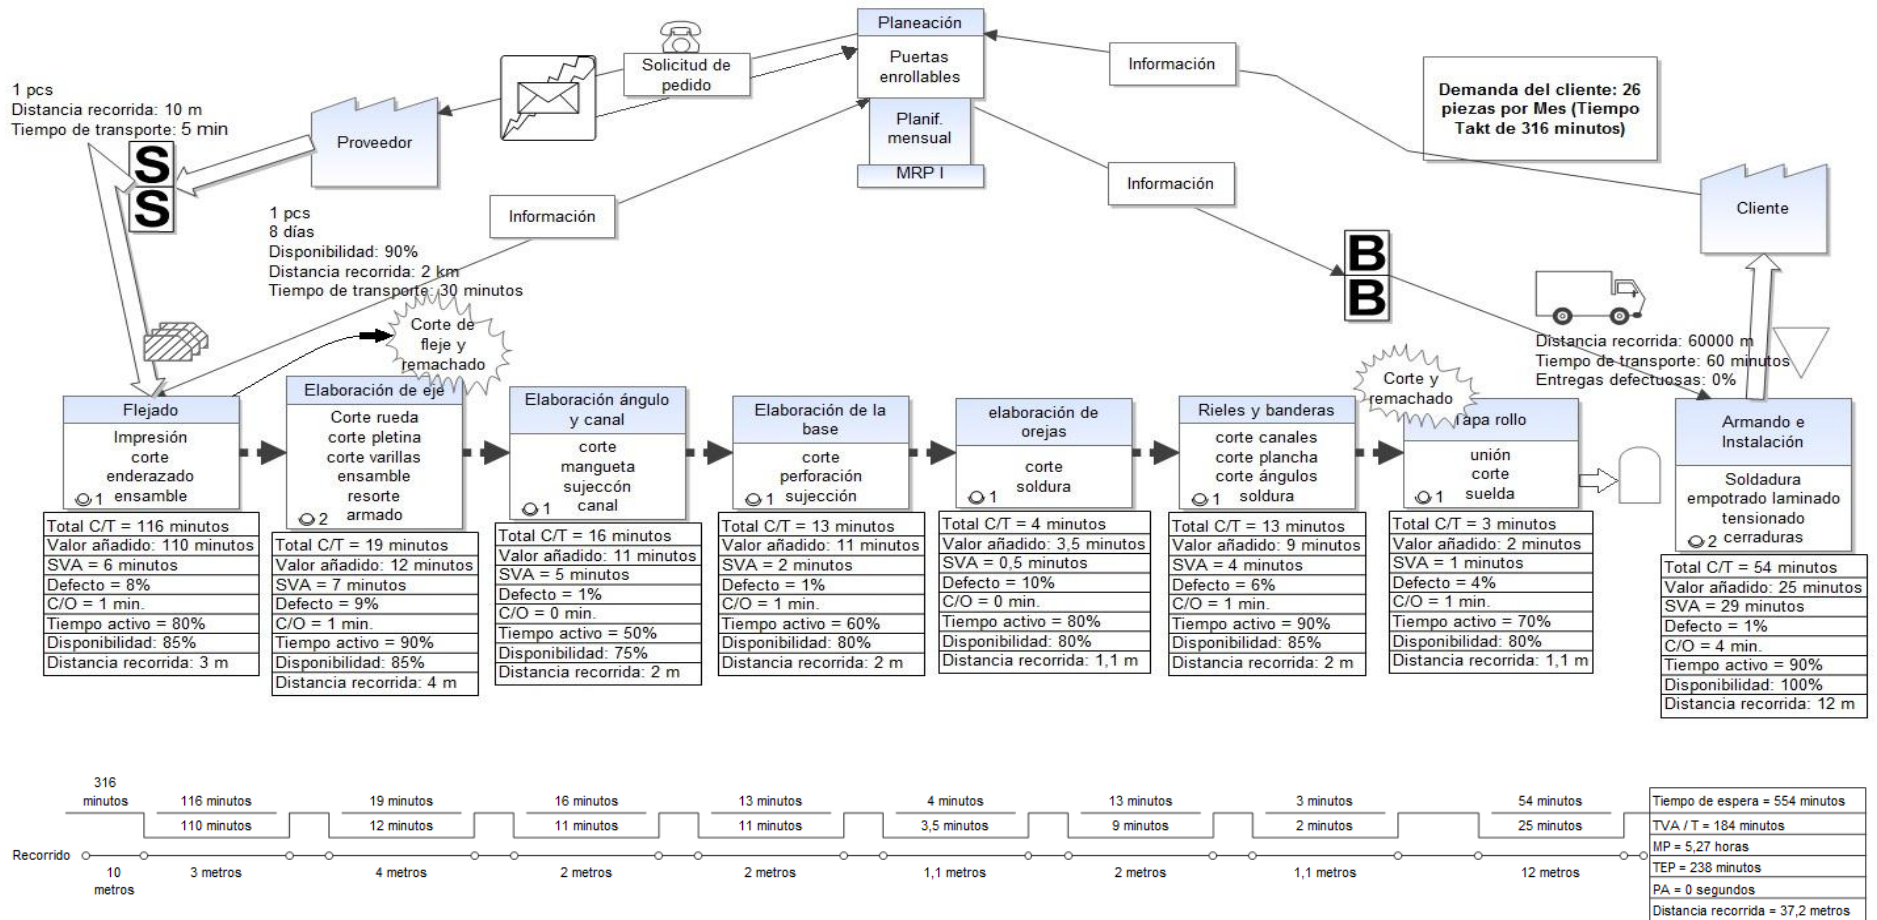 Planeación
Puertas
enrollables
Planif.
mensual
MRP I
Solicitud de
pedido
Información
Demanda del cliente: 26
piezas por Mes (Tiempo
Takt de 316 minutos)
1 pcs
Distancia recorrida: 10 m
Tiempo de transporte: 5 min
S
S
Proveedor
Información
Información
Cliente
1 pcs
8 días
Disponibilidad: 90%
Distancia recorrida: 2 km
Tiempo de transporte: 30 minutos
B
B
Distancia recorrida: 60000 m
Tiempo de transporte: 60 minutos
Entregas defectuosas: 0%
Corte de
fleje y
remachado
Corte y
remachado
Flejado
Impresión
corte
enderazado
ensamble
1
Total C/T = 116 minutos
Valor añadido: 110 minutos
SVA = 6 minutos
Defecto = 8%
C/O = 1 min.
Tiempo activo = 80%
Disponibilidad: 85%
Distancia recorrida: 3 m
Elaboración de eje
Corte rueda
corte pletina
corte varillas
ensamble
resorte
armado
2
Total C/T = 19 minutos
Valor añadido: 12 minutos
SVA = 7 minutos
Defecto = 9%
C/O = 1 min.
Tiempo activo = 90%
Disponibilidad: 85%
Distancia recorrida: 4 m
Elaboración ángulo
y canal
corte
mangueta
sujeccón
canal
1
Total C/T = 16 minutos
Valor añadido: 11 minutos
SVA = 5 minutos
Defecto = 1%
C/O = 0 min.
Tiempo activo = 50%
Disponibilidad: 75%
Distancia recorrida: 2 m
Elaboración de la
base
corte
perforación
sujección
1
Total C/T = 13 minutos
Valor añadido: 11 minutos
SVA = 2 minutos
Defecto = 1%
C/O = 1 min.
Tiempo activo = 60%
Disponibilidad: 80%
Distancia recorrida: 2 m
elaboración de
orejas
corte
soldura
1
Total C/T = 4 minutos
Valor añadido: 3,5 minutos
SVA = 0,5 minutos
Defecto = 10%
C/O = 0 min.
Tiempo activo = 80%
Disponibilidad: 80%
Distancia recorrida: 1,1 m
Rieles y banderas
corte canales
corte plancha
corte ángulos
soldura
1
Total C/T = 13 minutos
Valor añadido: 9 minutos
SVA = 4 minutos
Defecto = 6%
C/O = 1 min.
Tiempo activo = 90%
Disponibilidad: 85%
Distancia recorrida: 2 m
Tapa rollo
unión
corte
suelda
1
Total C/T = 3 minutos
Valor añadido: 2 minutos
SVA = 1 minutos
Defecto = 4%
C/O = 1 min.
Tiempo activo = 70%
Disponibilidad: 80%
Distancia recorrida: 1,1 m
Armando e
Instalación
Soldadura
empotrado laminado
tensionado
cerraduras
2
Total C/T = 54 minutos
Valor añadido: 25 minutos
SVA = 29 minutos
Defecto = 1%
C/O = 4 min.
Tiempo activo = 90%
Disponibilidad: 100%
Distancia recorrida: 12 m
316
minutos
116 minutos
19 minutos
16 minutos
13 minutos
4 minutos
13 minutos
3 minutos
54 minutos
110 minutos
12 minutos
11 minutos
11 minutos
3,5 minutos
9 minutos
2 minutos
25 minutos
Recorrido
10
metros
3 metros
4 metros
2 metros
2 metros
1,1 metros
2 metros
1,1 metros
12 metros
Tiempo de espera = 554 minutos
TVA / T = 184 minutos
MP = 5,27 horas
TEP = 238 minutos
PA = 0 segundos
Distancia recorrida = 37,2 metros